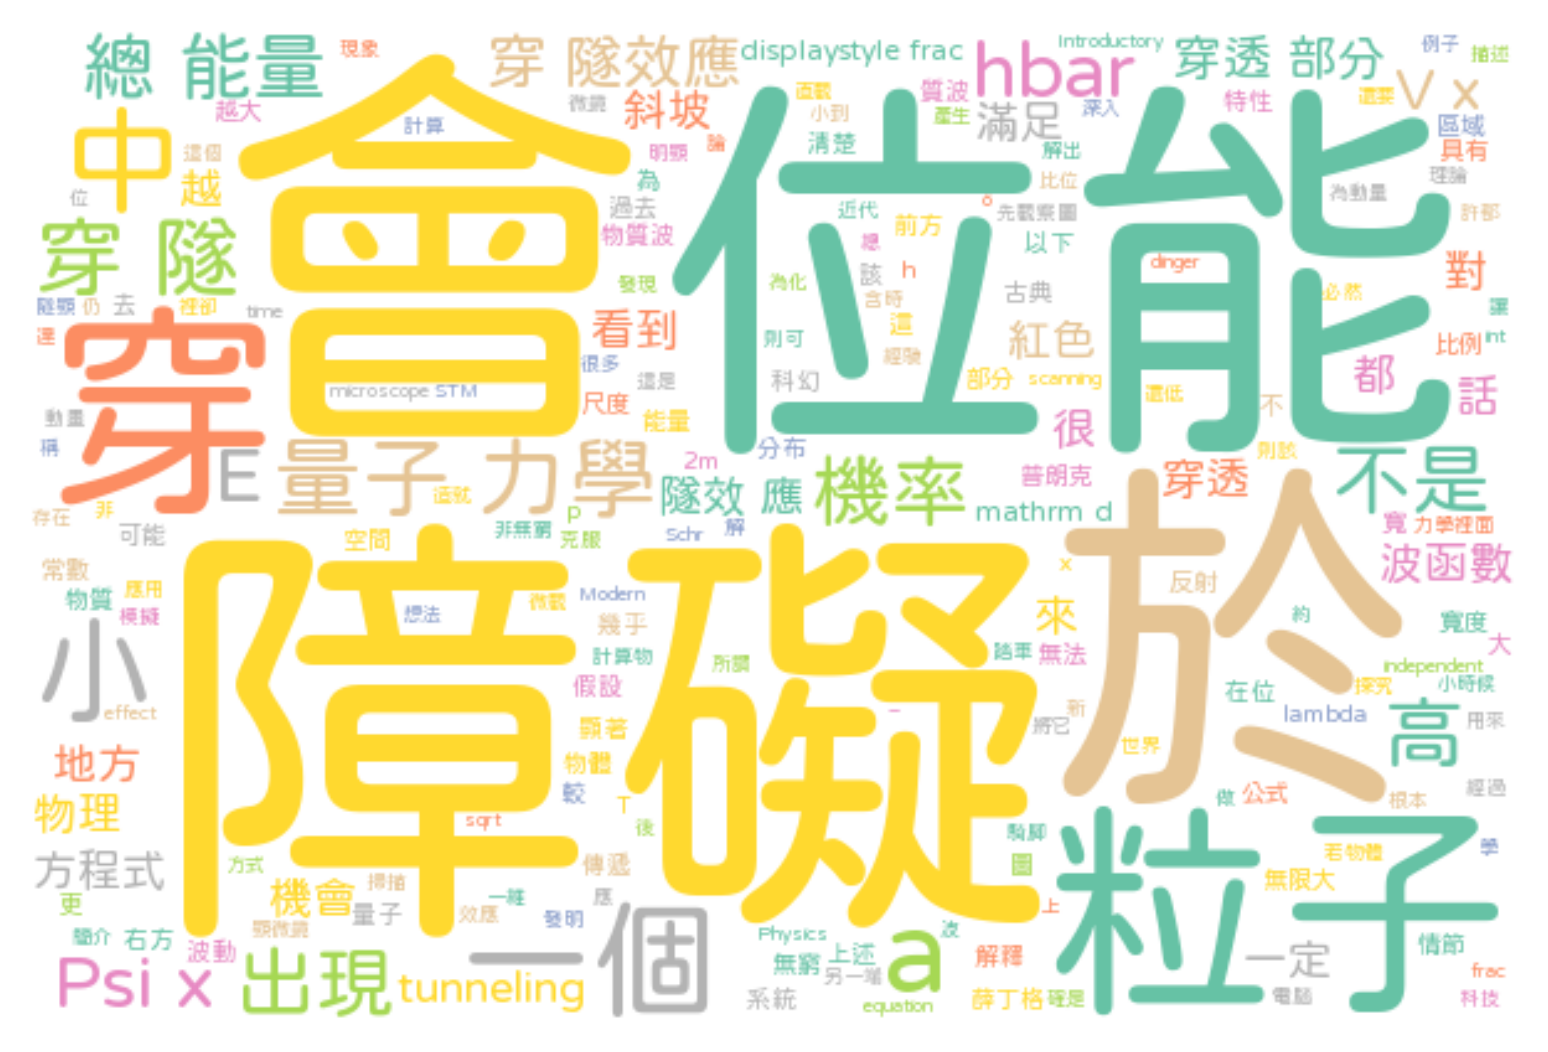 總 能量
現象
穿 隧效應
displaystyle frac
hbar
Introductory
穿透 部分
例子
描述
越大
微鏡
斜坡
直觀
小到
質波
產生
滿足
深入
特性
還要
V x
中
這個
越
計算
會
明顯
論
清楚
位能
解出
區域
具有
位
為
過去
物質波
近代
前方
先觀察圖
比位
理論
為動量
許都
穿 隧
發現
總
該
h
以下
dinger
對
隧顯
仍
去
裡卻
time
為化
含時
這
古典
必然
讓
達
穿
看到
則可
經驗
紅色
比例
int
很多
這是
科幻
部分
scanning
還低
都
話
microscope STM
尺度
能量
不
動量
稱
E
量子 力學
分布
很
則該
2m
機率
普朗克
穿透
不是
存在
非
這就
隧效 應
mathrm d
於
可能
空間
p
非無窮
克服
Schr
解
寬
力學裡面
常數
應用
物質
模擬
障礙
想法
微觀
Modern
幾乎
x
反射
波函數
來
約
寬度
大
小
effect
計算物
所謂
踏車
無法
independent
假設
在位
探究
小時候
新
將它
lambda
高
用來
顯著
世界
地方
物體
物理
較
T
sqrt
後
做
公式
根本
經過
騎腳
粒子
學
方程式
方式
傳遞
圖
若物體
無限大
更
機會
掃描
量子
一維
應
效應
發明
上
簡介
右方
顯微鏡
波動
一個
Physics
上述
a
波
解釋
一定
情節
Psi x
出現
tunneling
無窮
另一端
系統
equation
薛丁格
確是
電腦
frac
科技